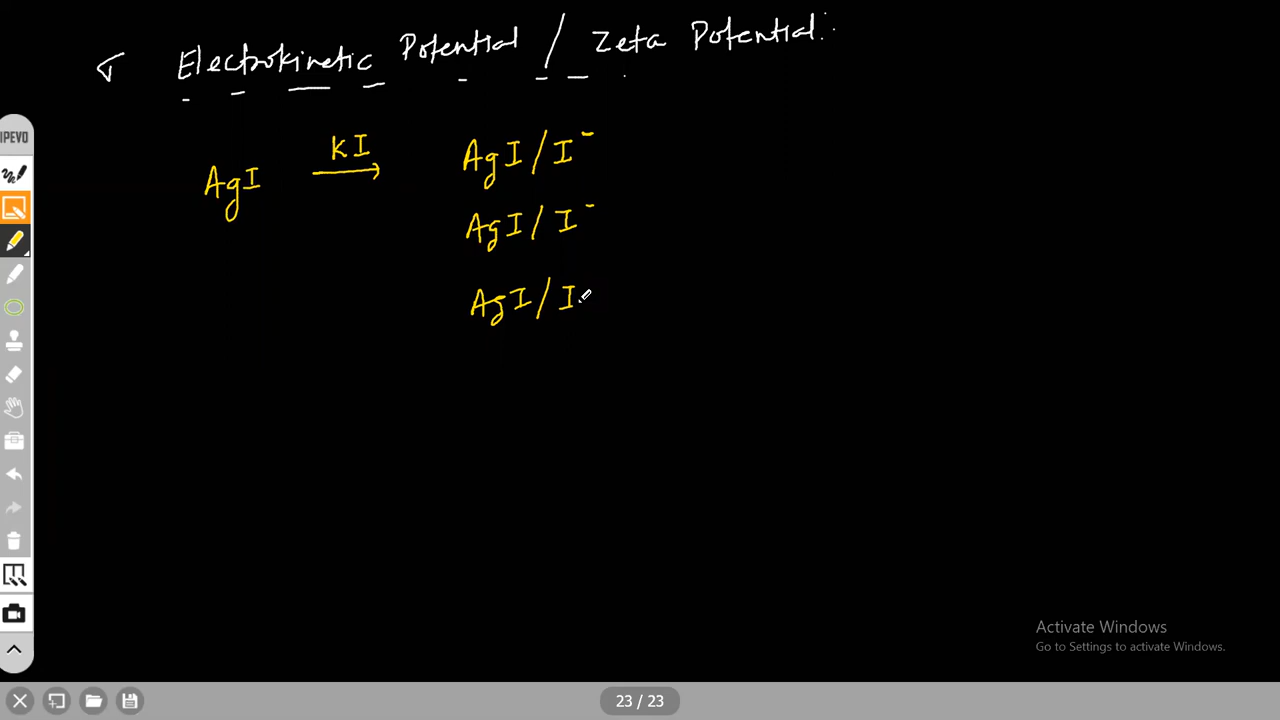 Electrokinetic Potential / Zeta Potential:
IPEVO
KI
AgI → AgI/I⁻
AgI/I⁻
AgI/I
Activate Windows
Go to Settings to activate Windows.
23 / 23